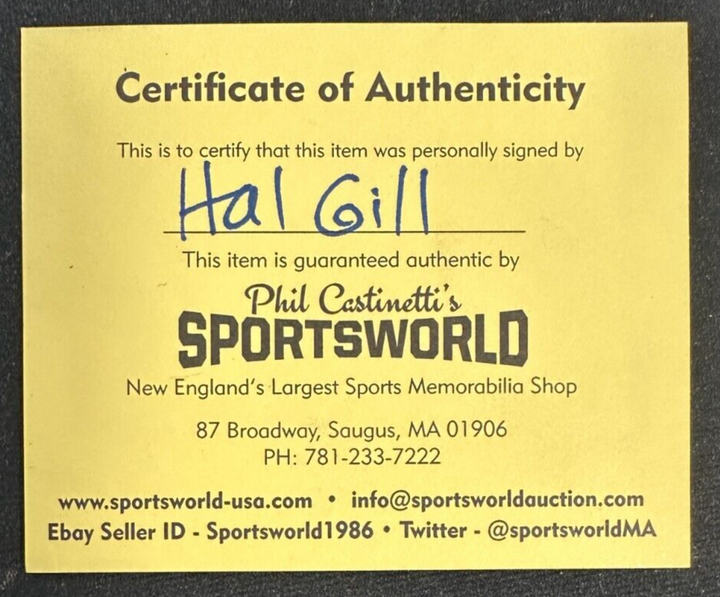 Certificate of Authenticity
This is to certify that this item was personally signed by
Hal Gill
This item is guaranteed authentic by
Phil Castinetti's
SPORTSWORLD
New England's Largest Sports Memorabilia Shop
87 Broadway, Saugus, MA 01906
PH: 781-233-7222
www.sportsworld-usa.com • info@sportsworldauction.com
Ebay Seller ID - Sportsworld1986 • Twitter - @sportsworldMA